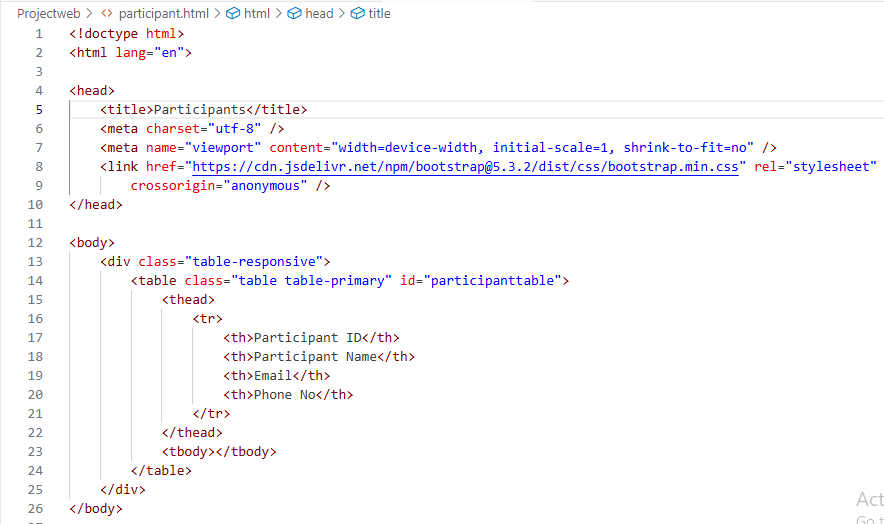 Projectweb > <> participant.html > html > head > title
1 <!doctype html>
2 <html lang="en">
3
4 <head>
5 <title>Participants</title>
6 <meta charset="utf-8" />
7 <meta name="viewport" content="width=device-width, initial-scale=1, shrink-to-fit=no" />
8 <link href="https://cdn.jsdelivr.net/npm/bootstrap@5.3.2/dist/css/bootstrap.min.css" rel="stylesheet"
9 crossorigin="anonymous" />
10 </head>
11
12 <body>
13 <div class="table-responsive">
14 <table class="table table-primary" id="participanttable">
15 <thead>
16 <tr>
17 <th>Participant ID</th>
18 <th>Participant Name</th>
19 <th>Email</th>
20 <th>Phone No</th>
21 </tr>
22 </thead>
23 <tbody></tbody>
24 </table>
25 </div>
26 </body>
Act